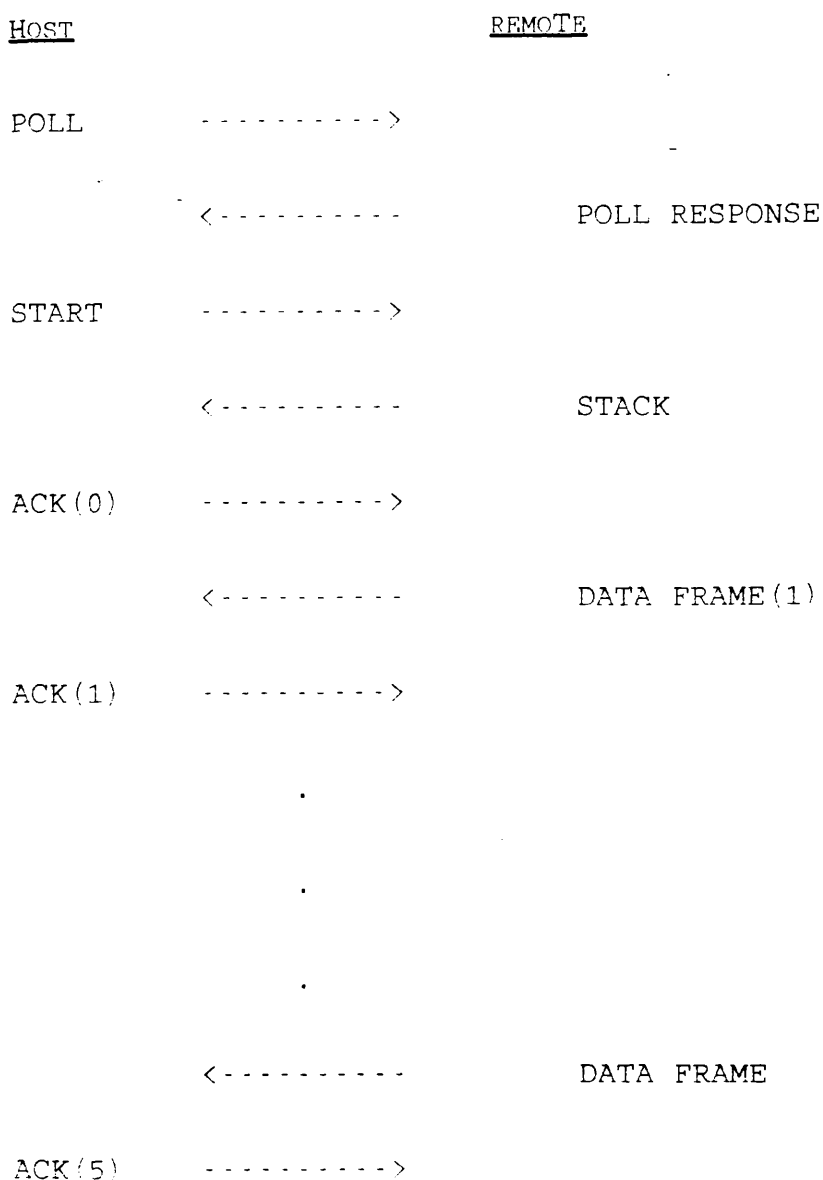 HOST REMOTE
POLL - - - - - - - - - ->
<- - - - - - - - - - POLL RESPONSE
START - - - - - - - - - ->
<- - - - - - - - - - STACK
ACK(0) - - - - - - - - - ->
<- - - - - - - - - - DATA FRAME(1)
ACK(1) - - - - - - - - - ->
.
.
.
<- - - - - - - - - - DATA FRAME
ACK(5) - - - - - - - - - ->